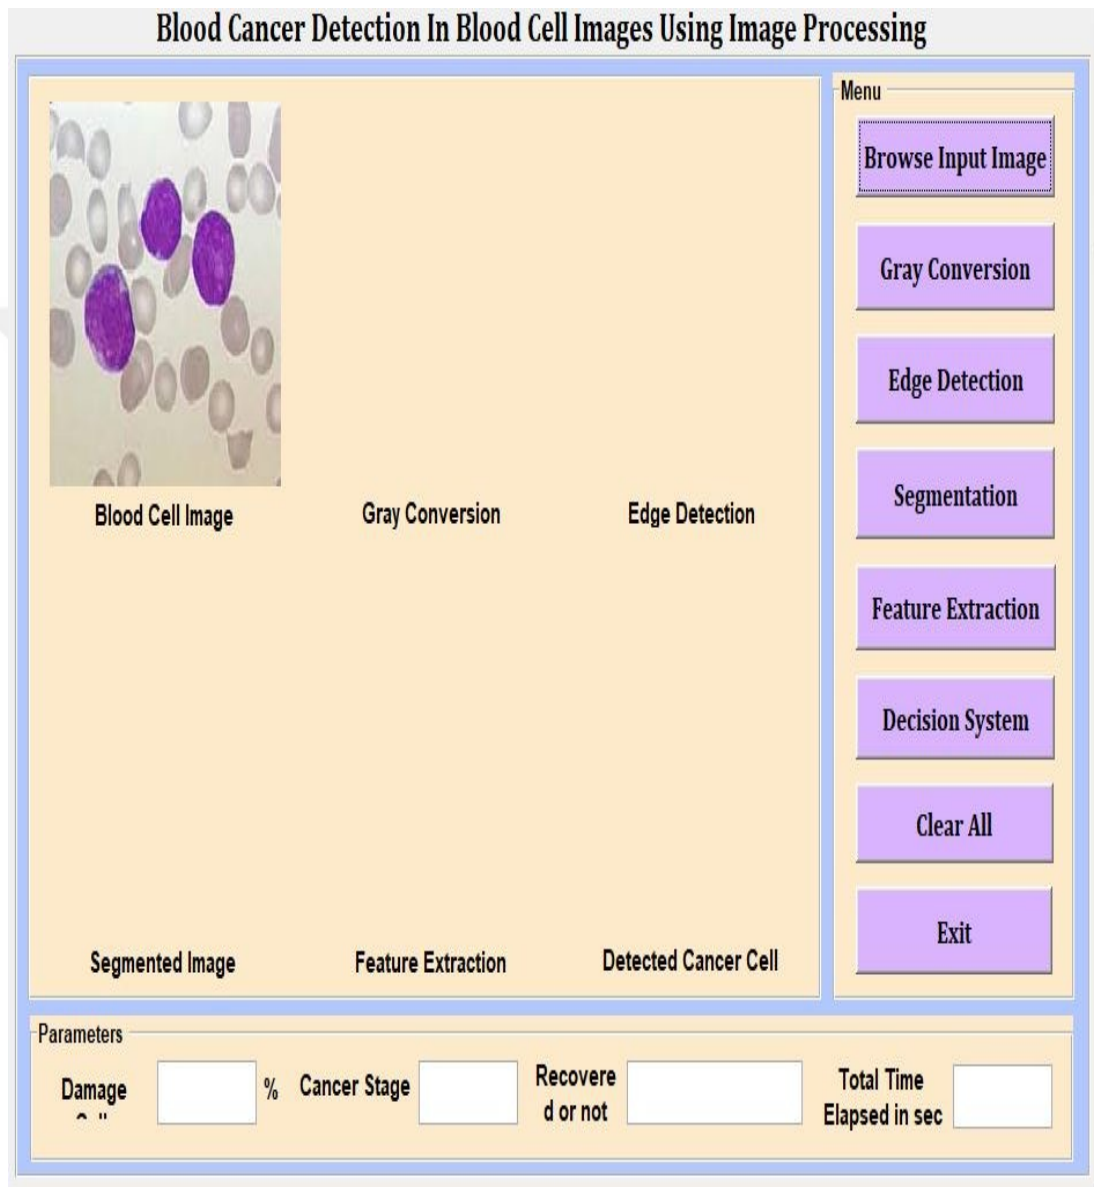 Blood Cancer Detection In Blood Cell Images Using Image Processing
Menu
Browse Input Image
Gray Conversion
Edge Detection
Segmentation
Feature Extraction
Decision System
Clear All
Exit
Blood Cell Image
Gray Conversion
Edge Detection
Segmented Image
Feature Extraction
Detected Cancer Cell
Parameters
Damage
%
Cancer Stage
Recovere
d or not
Total Time
Elapsed in sec